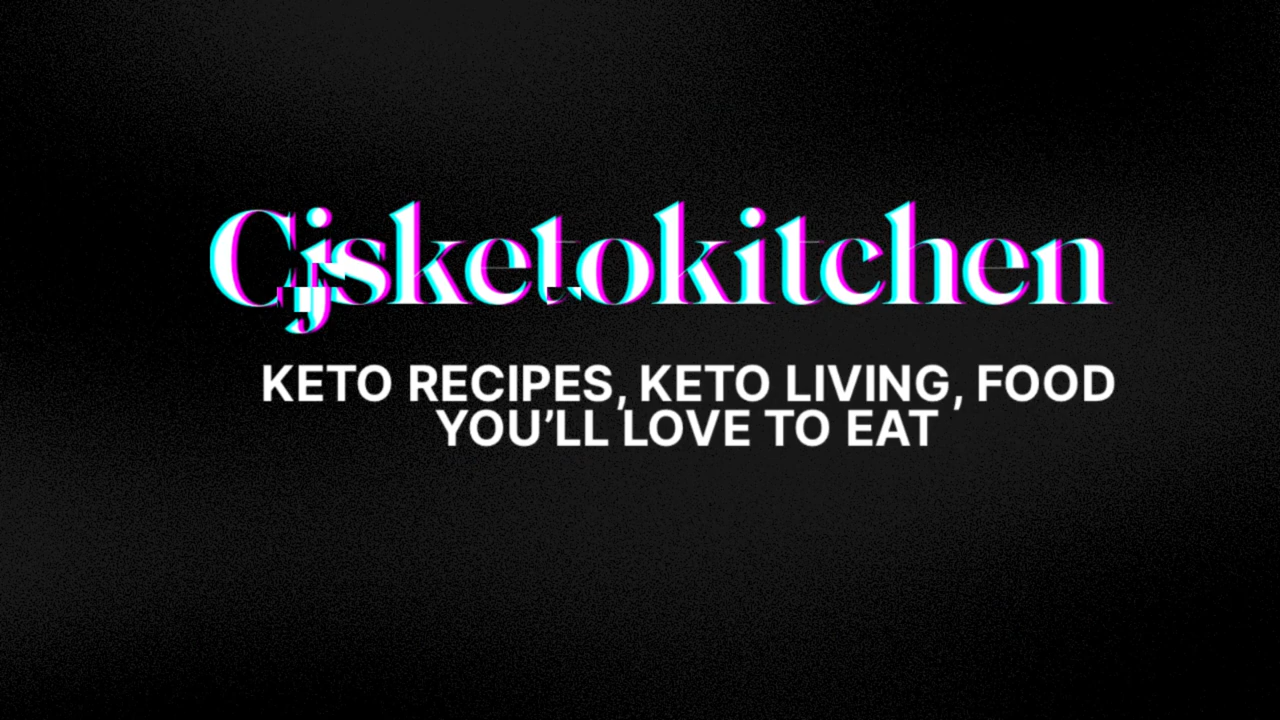 Cjsketokitchen
KETO RECIPES, KETO LIVING, FOOD
YOU’LL LOVE TO EAT